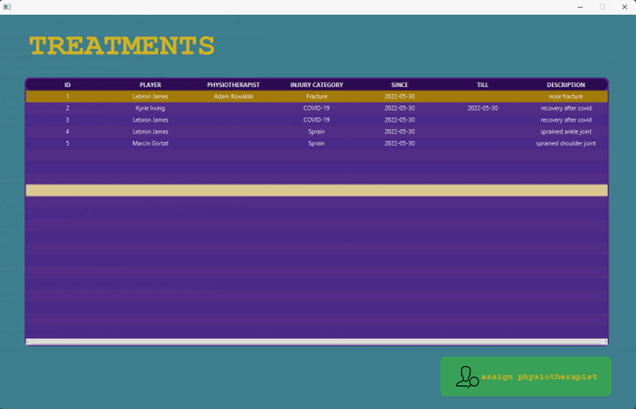 TREATMENTS
ID PLAYER PHYSIOTHERAPIST INJURY CATEGORY SINCE TILL DESCRIPTION
1 Lebron James Adam Kowalski Fracture 2022-05-30 nose fracture
2 Kyrie Irving COVID-19 2022-05-30 2022-05-30 recovery after covid
3 Lebron James COVID-19 2022-05-30 recovery after covid
4 Lebron James Sprain 2022-05-30 sprained ankle joint
5 Marcin Gortat Sprain 2022-05-30 sprained shoulder joint
assign physiotherapist